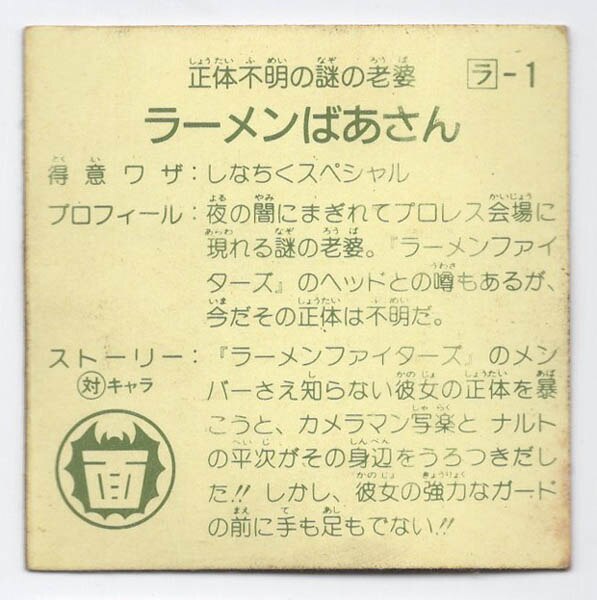 正体不明の謎の老婆
ラ-1
ラーメンばあさん
得意ワザ：しなちくスペシャル
プロフィール：夜の闇にまぎれてプロレス会場に
現れる謎の老婆。『ラーメンファイ
ターズ』のヘッドとの噂もあるが、
今だその正体は不明だ。
ストーリー：『ラーメンファイターズ』のメン
対キャラ
バーさえ知らない彼女の正体を暴
こうと、カメラマン写楽とナルト
の平次がその身辺をうろつきだし
た!! しかし、彼女の強力なガード
の前に手も足もでない!!
面